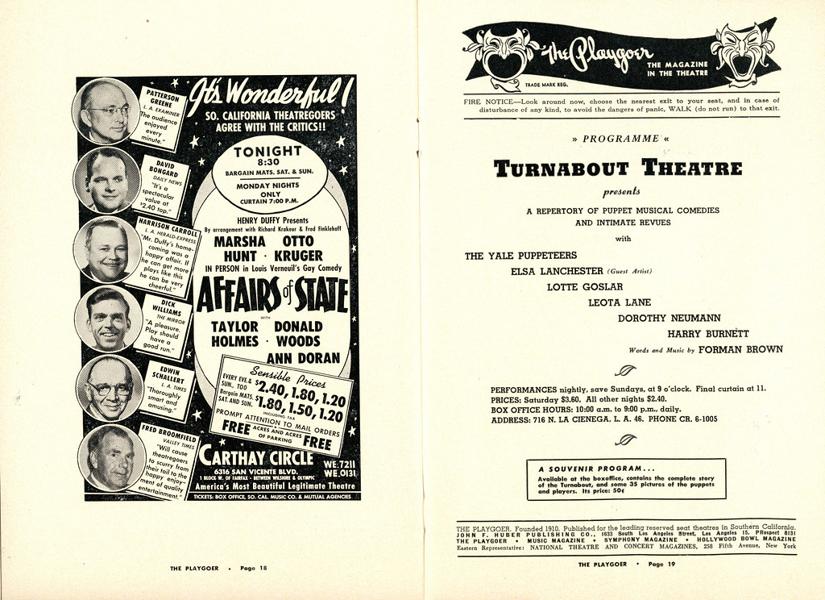 It's Wonderful!
SO. CALIFORNIA THEATREGOERS
AGREE WITH THE CRITICS!!
PATTERSON
GREENE
L. A. EXAMINER
"The audience
enjoyed
every
minute."
DAVID
BONGARD
DAILY NEWS
"It's a
spectacular
value at
$2.40 top."
HARRISON CARROLL
L. A. HERALD-EXPRESS
"Mr. Duffy's home-
coming was a
happy affair. If
he can get more
plays like this
he can be very
cheerful."
DICK
WILLIAMS
THE MIRROR
"A pleasure.
Play should
have a
good run."
EDWIN
SCHALLERT
L. A. TIMES
"Thoroughly
smart and
amusing."
FRED BROOMFIELD
VALLEY TIMES
"Will cause
theatregoers
to scurry from
their toil to the
happy enjoy-
ment of quality
entertainment."
TONIGHT
8:30
BARGAIN MATS. SAT. & SUN.
MONDAY NIGHTS
ONLY
CURTAIN 7:00 P.M.
HENRY DUFFY Presents
By arrangement with Richard Krakeur & Fred Finklehoff
MARSHA OTTO
HUNT · KRUGER
IN PERSON in Louis Verneuil's Gay Comedy
AFFAIRS of STATE
WITH
TAYLOR DONALD
HOLMES · WOODS
ANN DORAN
Sensible Prices
EVERY EVE. &
SUN., TOO $2.40, 1.80, 1.20
Bargain MATS.
SAT. AND SUN. $1.80, 1.50, 1.20
INCLUDING TAX
PROMPT ATTENTION TO MAIL ORDERS
FREE ACRES AND ACRES OF PARKING FREE
CARTHAY CIRCLE
6316 SAN VICENTE BLVD. WE. 7211
1 BLOCK W. OF FAIRFAX - BETWEEN WILSHIRE & OLYMPIC WE. 0131
America's Most Beautiful Legitimate Theatre
TICKETS: BOX OFFICE, SO. CAL. MUSIC CO. & MUTUAL AGENCIES
THE PLAYGOER • Page 18
The Playgoer
THE MAGAZINE
IN THE THEATRE
TRADE MARK REG.
FIRE NOTICE—Look around now, choose the nearest exit to your seat, and in case of
disturbance of any kind, to avoid the dangers of panic, WALK (do not run) to that exit.
» PROGRAMME «
TURNABOUT THEATRE
presents
A REPERTORY OF PUPPET MUSICAL COMEDIES
AND INTIMATE REVUES
with
THE YALE PUPPETEERS
ELSA LANCHESTER (Guest Artist)
LOTTE GOSLAR
LEOTA LANE
DOROTHY NEUMANN
HARRY BURNETT
Words and Music by FORMAN BROWN
PERFORMANCES nightly, save Sundays, at 9 o'clock. Final curtain at 11.
PRICES: Saturday $3.60. All other nights $2.40.
BOX OFFICE HOURS: 10:00 a.m. to 9:00 p.m., daily.
ADDRESS: 716 N. LA CIENEGA, L. A. 46. PHONE CR. 6-1005
A SOUVENIR PROGRAM...
Available at the boxoffice, contains the complete story
of the Turnabout, and some 35 pictures of the puppets
and players. Its price: 50¢
THE PLAYGOER. Founded 1910. Published for the leading reserved seat theatres in Southern California.
JOHN F. HUBER PUBLISHING CO., 1633 South Los Angeles Street, Los Angeles 15. PRospect 8131
THE PLAYGOER • MUSIC MAGAZINE • SYMPHONY MAGAZINE • HOLLYWOOD BOWL MAGAZINE
Eastern Representative: NATIONAL THEATRE AND CONCERT MAGAZINES, 258 Fifth Avenue, New York
THE PLAYGOER • Page 19